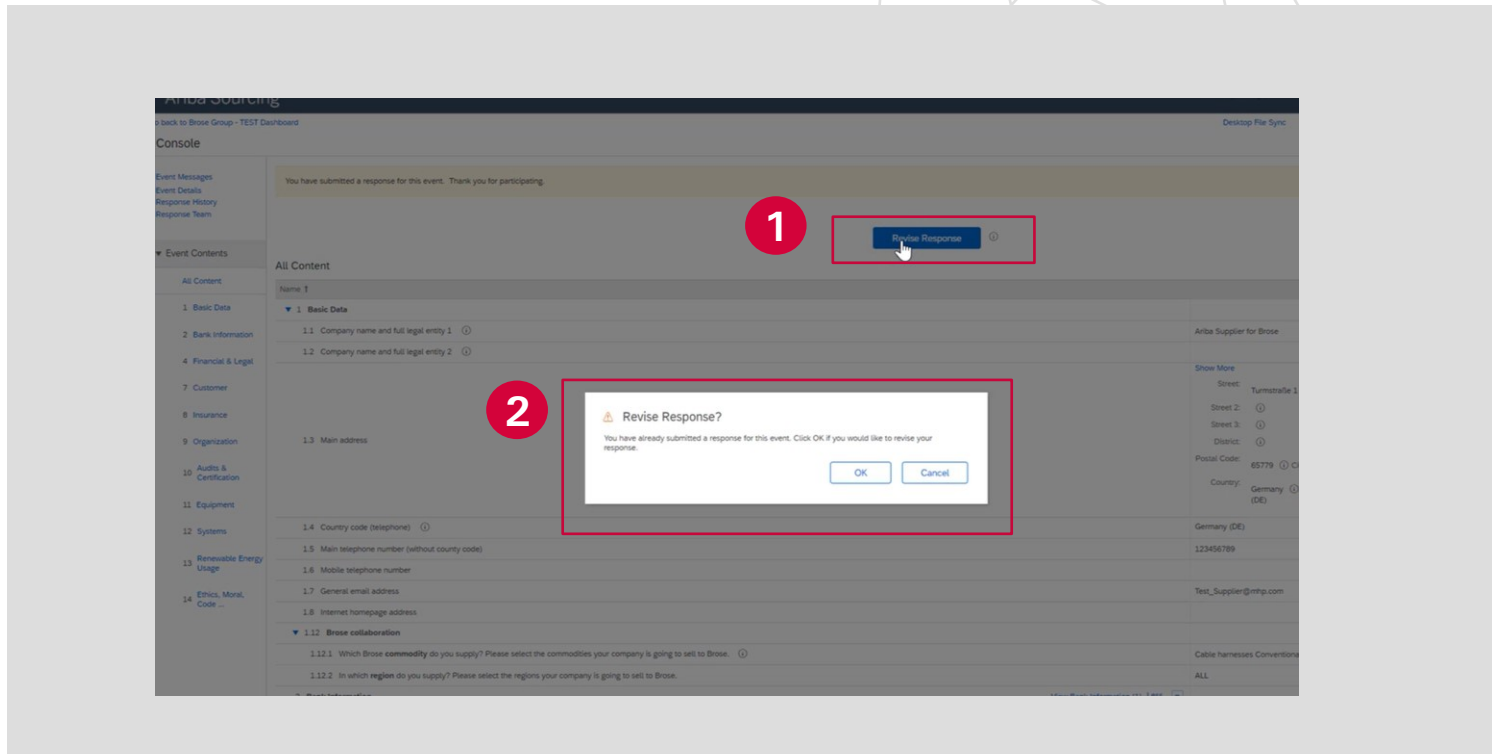 Ariba Sourcing
back to Brose Group - TEST Dashboard
Desktop File Sync
Console
Event Messages
Event Details
Response History
Response Team
You have submitted a response for this event. Thank you for participating.
1
Revise Response
▼ Event Contents
All Content
All Content
Name ↑
1 Basic Data
2 Bank Information
4 Financial & Legal
7 Customer
8 Insurance
9 Organization
10 Audits &
Certification
11 Equipment
12 Systems
13 Renewable Energy
Usage
14 Ethics, Moral,
Code ...
▼ 1 Basic Data
1.1 Company name and full legal entity 1
Ariba Supplier for Brose
1.2 Company name and full legal entity 2
1.3 Main address
Show More
Street: Turmstraße 1
Street 2:
Street 3:
District:
Postal Code: 65779
Country: Germany
(DE)
2
Revise Response?
You have already submitted a response for this event. Click OK if you would like to revise your
response.
OK Cancel
1.4 Country code (telephone)
Germany (DE)
1.5 Main telephone number (without county code)
123456789
1.6 Mobile telephone number
1.7 General email address
Test_Supplier@mhp.com
1.8 Internet homepage address
▼ 1.12 Brose collaboration
1.12.1 Which Brose commodity do you supply? Please select the commodities your company is going to sell to Brose.
Cable harnesses Conventiona
1.12.2 In which region do you supply? Please select the regions your company is going to sell to Brose.
ALL